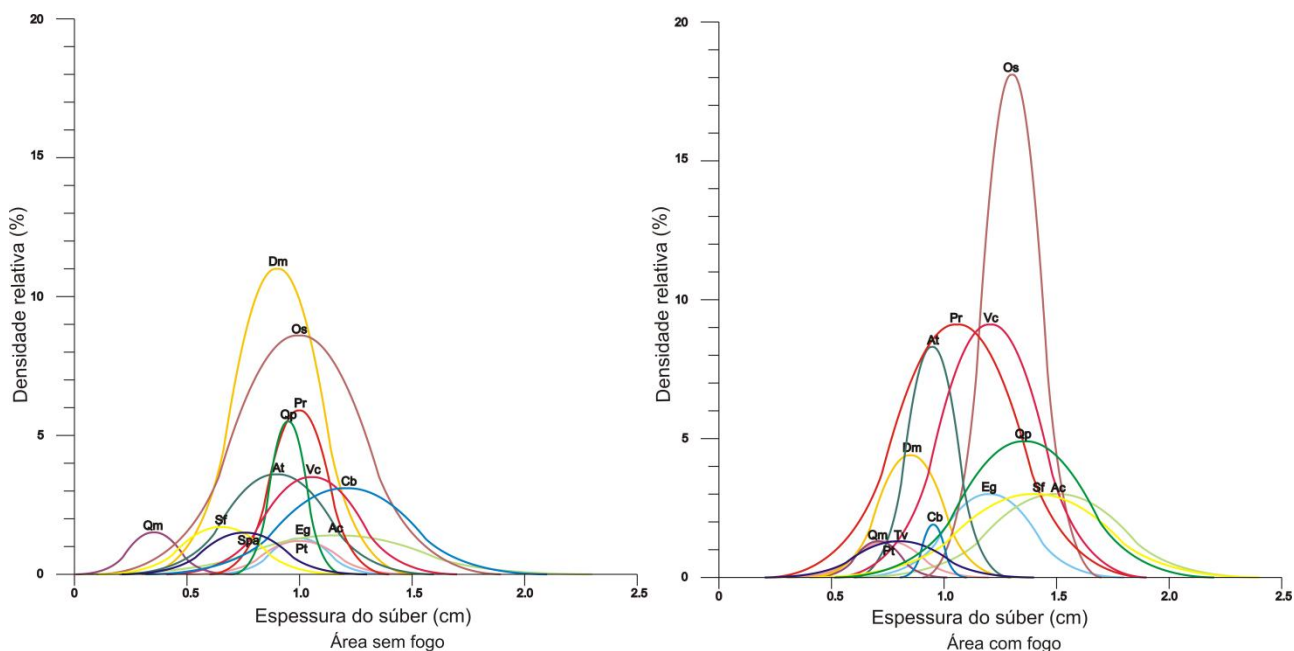 20
15
10
5
0
Densidade relativa (%)
Dm
Os
Pr
Qp
At
Vc
Cb
Qm
Sf
Spa
Eg
Ac
Pt
0 0.5 1.0 1.5 2.0 2.5
Espessura do súber (cm)
Área sem fogo
20
15
10
5
0
Densidade relativa (%)
Os
Pr
Vc
At
Dm
Qp
Eg
Sf
Ac
Cb
Qm
Tv
Pt
0 0.5 1.0 1.5 2.0 2.5
Espessura do súber (cm)
Área com fogo